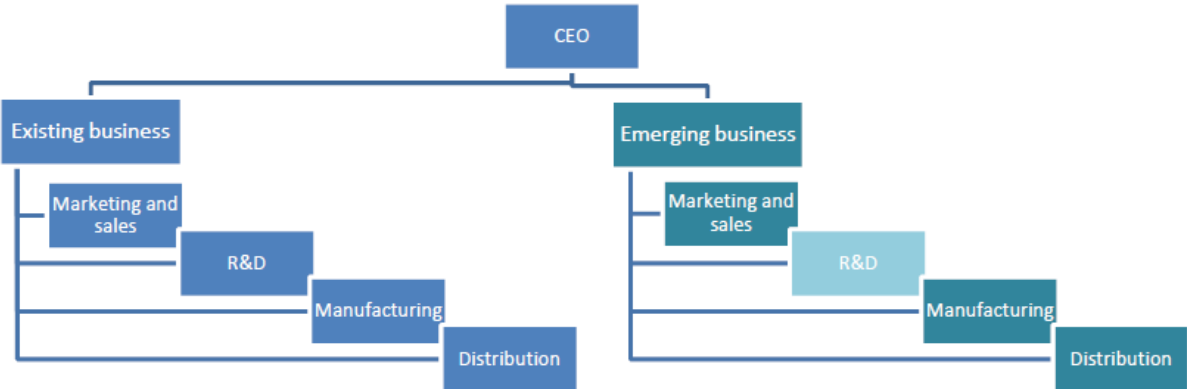 CEO
Existing business
Marketing and
sales
R&D
Manufacturing
Distribution
Emerging business
Marketing and
sales
R&D
Manufacturing
Distribution